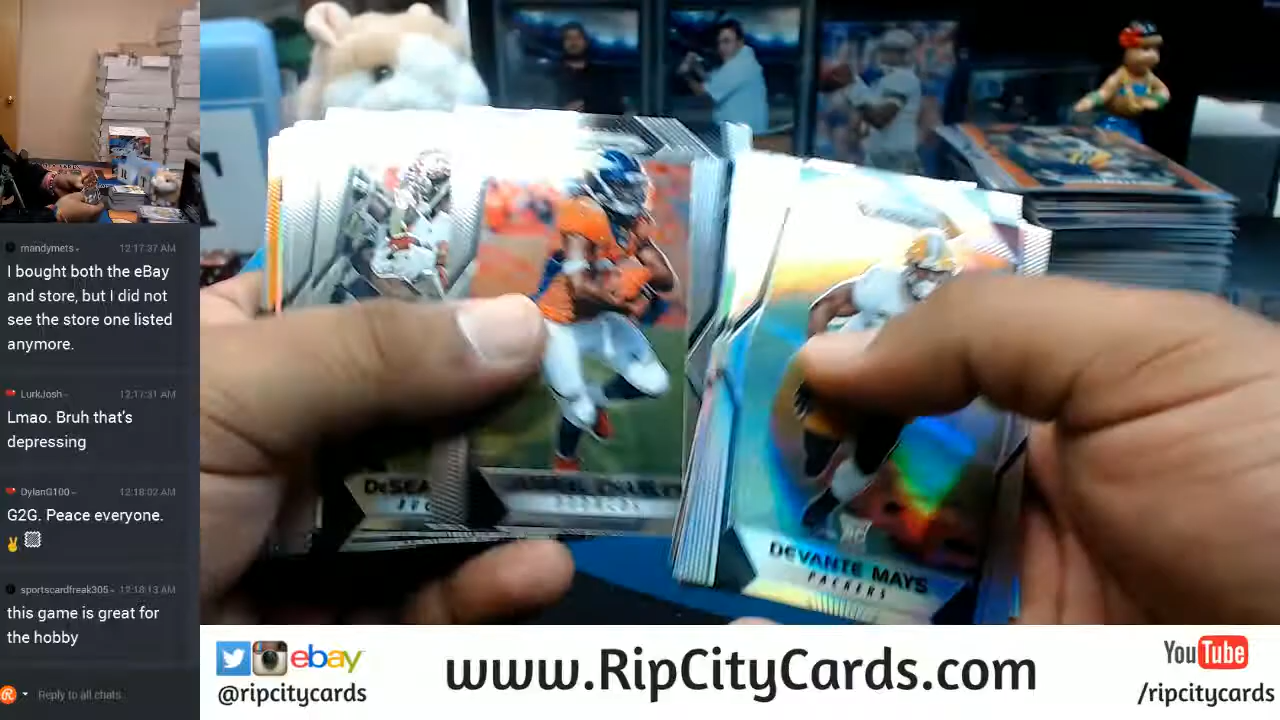 mandymets
12:17:37 AM
I bought both the eBay
and store, but I did not
see the store one listed
anymore.
LurkJosh
12:17:31 AM
Lmao. Bruh that's
depressing
DylanG100
12:18:02 AM
G2G. Peace everyone.
sportscardfreak305
12:18:13 AM
this game is great for
the hobby
Reply to all chats.
DEVANTE MAYS
PACKERS
RC
ebay
@ripcitycards
www.RipCityCards.com
YouTube
/ripcitycards